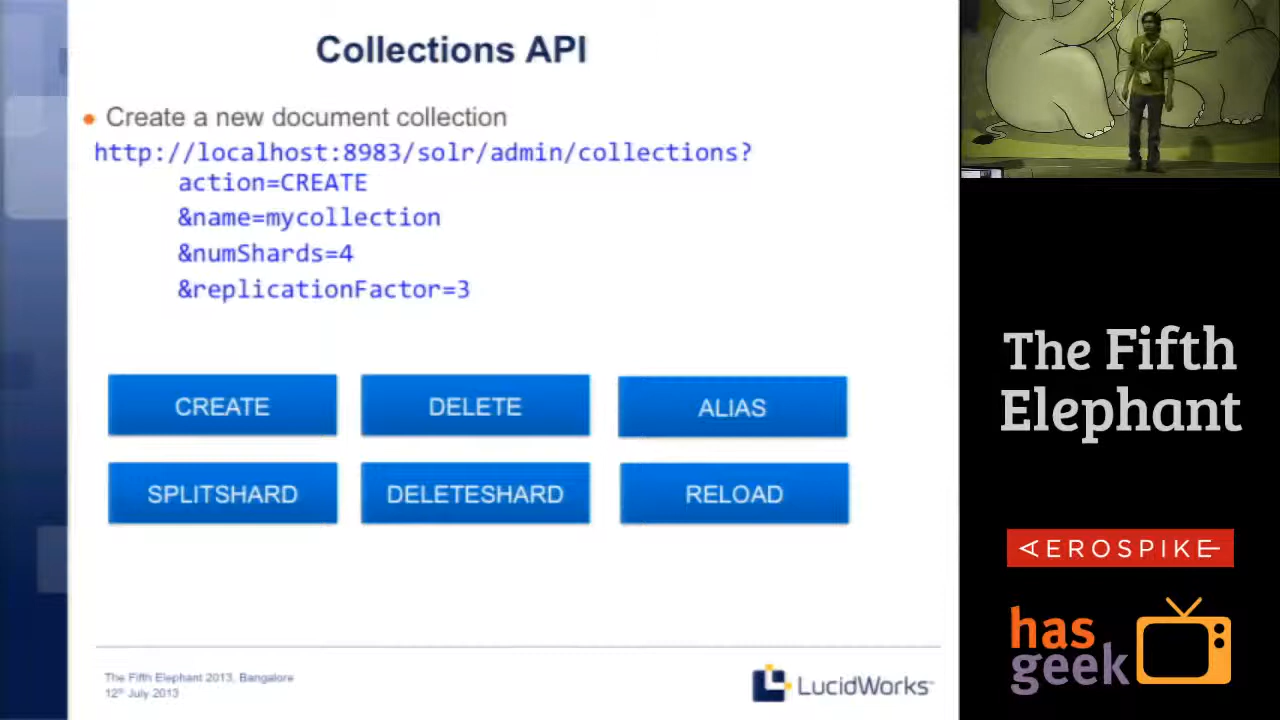 Collections API
Create a new document collection
http://localhost:8983/solr/admin/collections?
action=CREATE
&name=mycollection
&numShards=4
&replicationFactor=3
CREATE
DELETE
ALIAS
SPLITSHARD
DELETESHARD
RELOAD
The Fifth Elephant 2013, Bangalore
12th July 2013
LucidWorks
The Fifth
Elephant
AEROSPIKE
has
geek